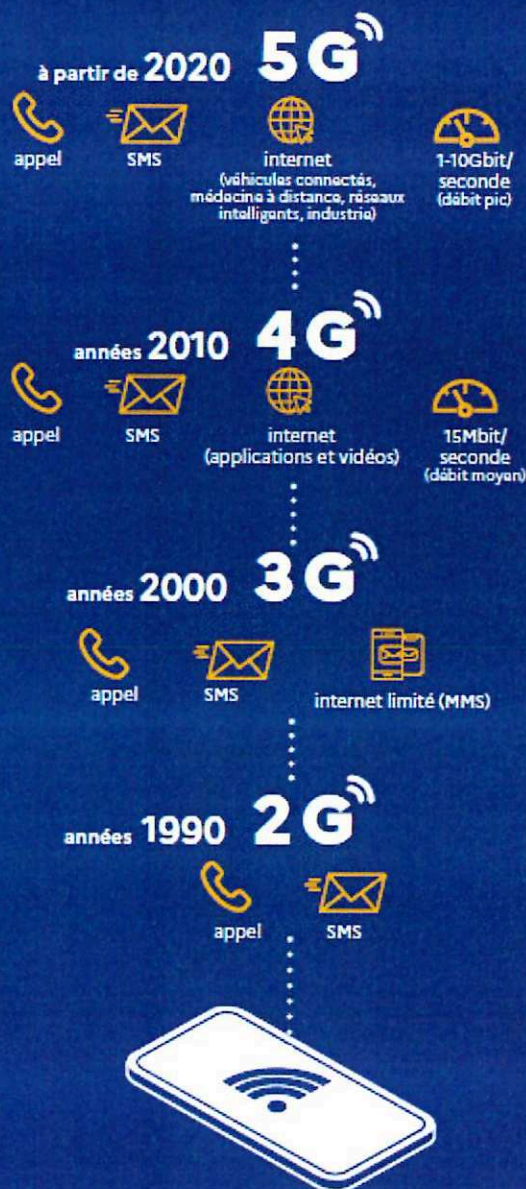 à partir de 2020 5G
appel
SMS
internet
(véhicules connectés,
médecine à distance, réseaux
intelligents, industrie)
1-10Gbit/
seconde
(débit pic)
années 2010 4G
appel
SMS
internet
(applications et vidéos)
15Mbit/
seconde
(débit moyen)
années 2000 3G
appel
SMS
internet limité (MMS)
années 1990 2G
appel
SMS